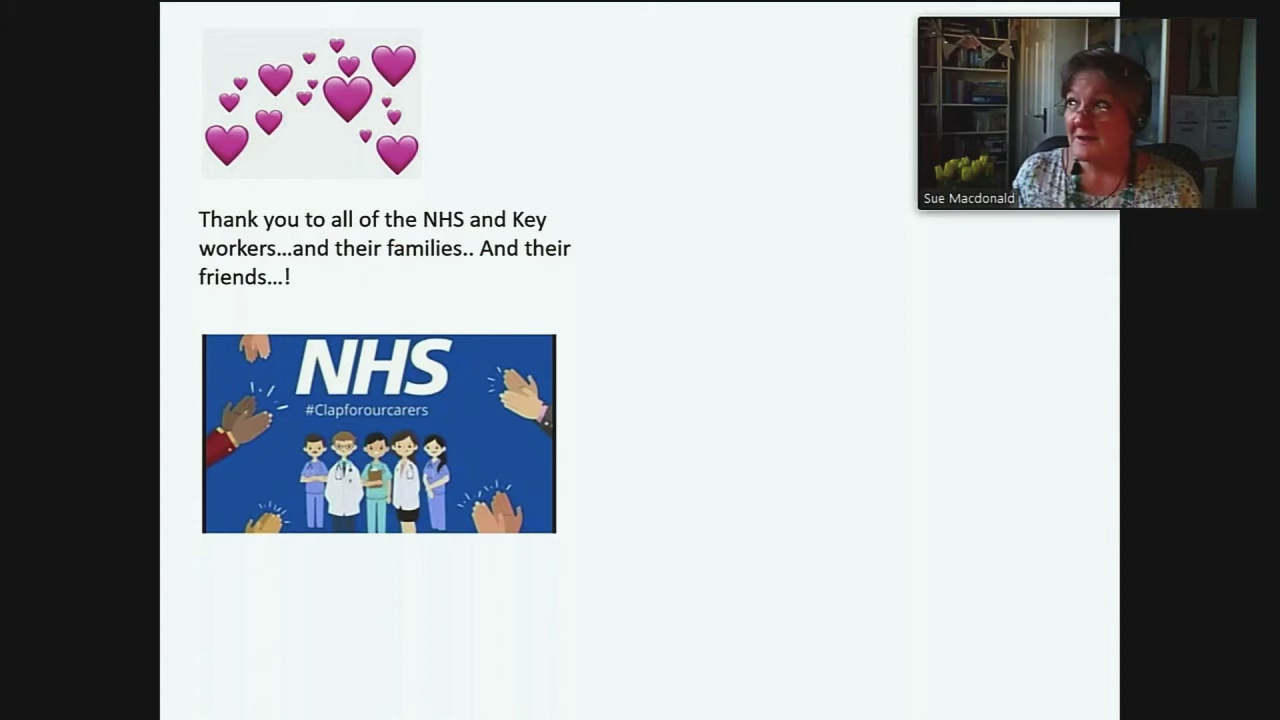 Thank you to all of the NHS and Key
workers...and their families.. And their
friends...!
NHS
#Clapforourcarers
Sue Macdonald